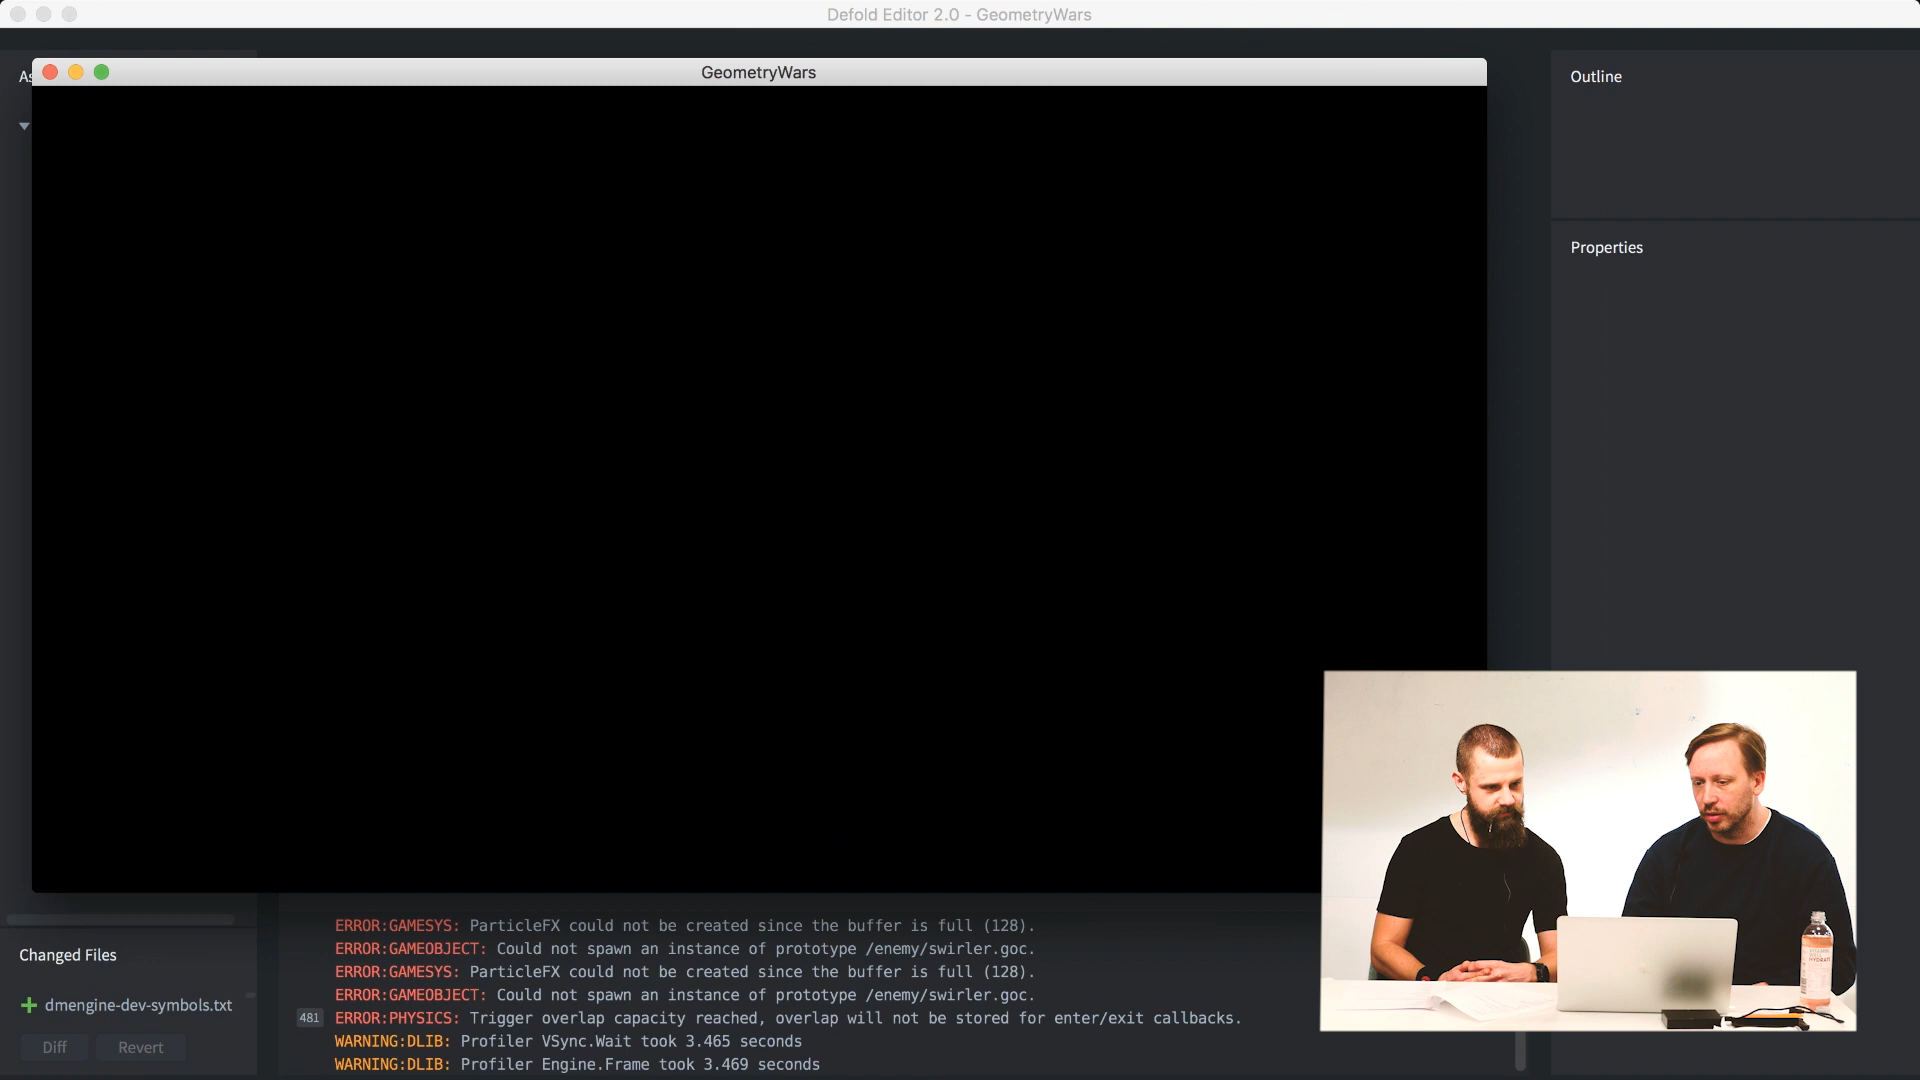 Defold Editor 2.0 - GeometryWars
As
GeometryWars
Outline
Properties
Changed Files
dmengine-dev-symbols.txt
Diff
Revert
ERROR:GAMESYS: ParticleFX could not be created since the buffer is full (128).
ERROR:GAMEOBJECT: Could not spawn an instance of prototype /enemy/swirler.goc.
ERROR:GAMESYS: ParticleFX could not be created since the buffer is full (128).
ERROR:GAMEOBJECT: Could not spawn an instance of prototype /enemy/swirler.goc.
481 ERROR:PHYSICS: Trigger overlap capacity reached, overlap will not be stored for enter/exit callbacks.
WARNING:DLIB: Profiler VSync.Wait took 3.465 seconds
WARNING:DLIB: Profiler Engine.Frame took 3.469 seconds